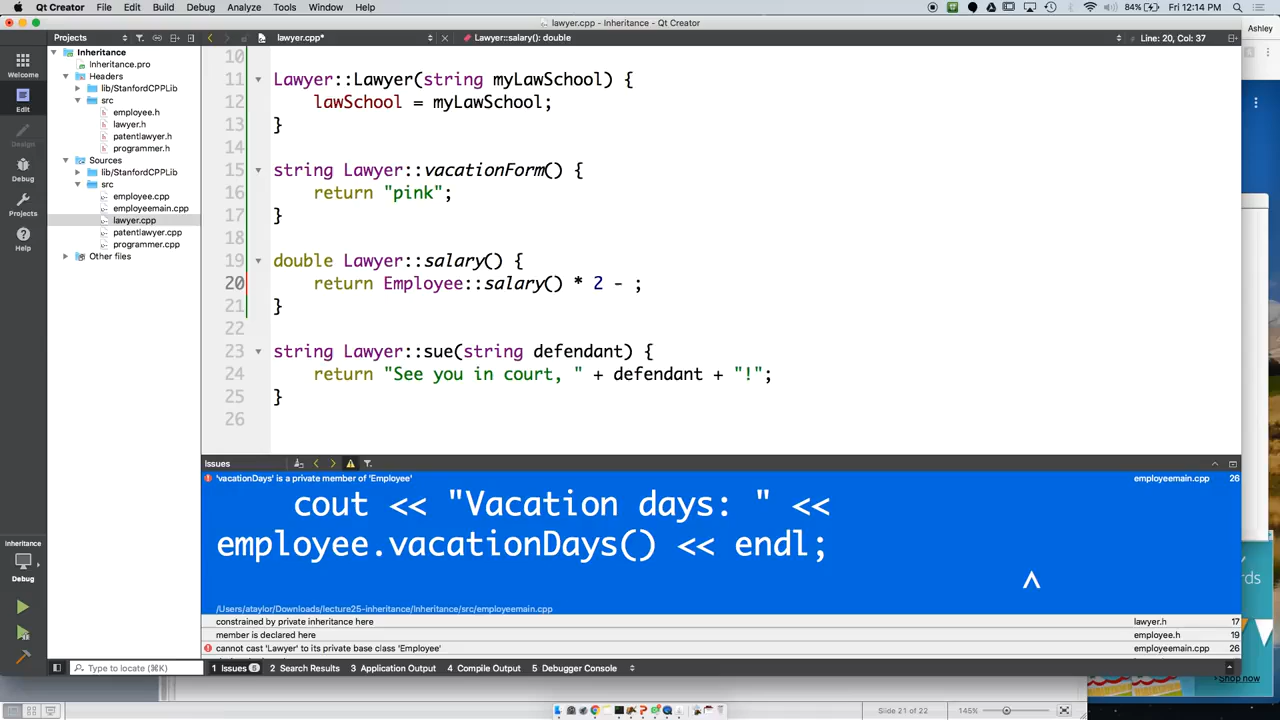 Qt Creator File Edit Build Debug Analyze Tools Window Help 84% Fri 12:14 PM
lawyer.cpp - Inheritance - Qt Creator
Ashley
Projects lawyer.cpp* Lawyer::salary(): double Line: 20, Col: 37
Welcome
Edit
Design
Debug
Projects
Help
Inheritance
Debug
Inheritance
Inheritance.pro
Headers
lib/StanfordCPPLib
src
employee.h
lawyer.h
patentlawyer.h
programmer.h
Sources
lib/StanfordCPPLib
src
employee.cpp
employeemain.cpp
lawyer.cpp
patentlawyer.cpp
programmer.cpp
Other files
10
11 Lawyer::Lawyer(string myLawSchool) {
12 lawSchool = myLawSchool;
13 }
14
15 string Lawyer::vacationForm() {
16 return "pink";
17 }
18
19 double Lawyer::salary() {
20 return Employee::salary() * 2 - ;
21 }
22
23 string Lawyer::sue(string defendant) {
24 return "See you in court, " + defendant + "!";
25 }
26
Issues
'vacationDays' is a private member of 'Employee' employeemain.cpp 26
cout << "Vacation days: " <<
employee.vacationDays() << endl;
^
/Users/ataylor/Downloads/lecture25-inheritance/Inheritance/src/employeemain.cpp
constrained by private inheritance here lawyer.h 17
member is declared here employee.h 19
cannot cast 'Lawyer' to its private base class 'Employee' employeemain.cpp 26
Type to locate (⌘K) 1 Issues 5 2 Search Results 3 Application Output 4 Compile Output 5 Debugger Console
Shop now
Slide 21 of 22 145%